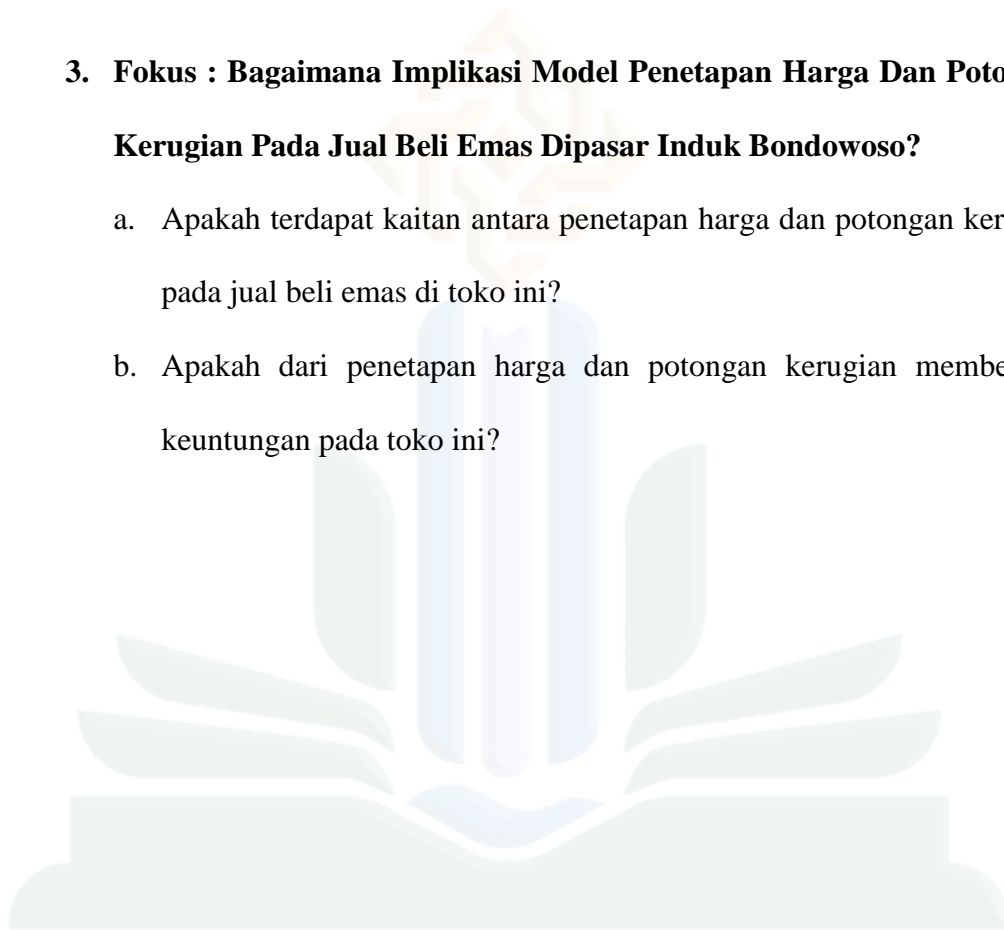 3. Fokus : Bagaimana Implikasi Model Penetapan Harga Dan Poto
Kerugian Pada Jual Beli Emas Dipasar Induk Bondowoso?
a. Apakah terdapat kaitan antara penetapan harga dan potongan ker
pada jual beli emas di toko ini?
b. Apakah dari penetapan harga dan potongan kerugian membe
keuntungan pada toko ini?